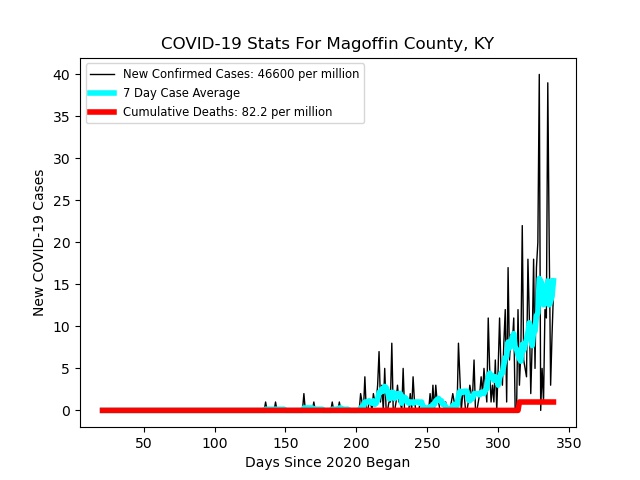 COVID-19 Stats For Magoffin County, KY
New Confirmed Cases: 46600 per million
7 Day Case Average
Cumulative Deaths: 82.2 per million
New COVID-19 Cases
40
35
30
25
20
15
10
5
0
50 100 150 200 250 300 350
Days Since 2020 Began